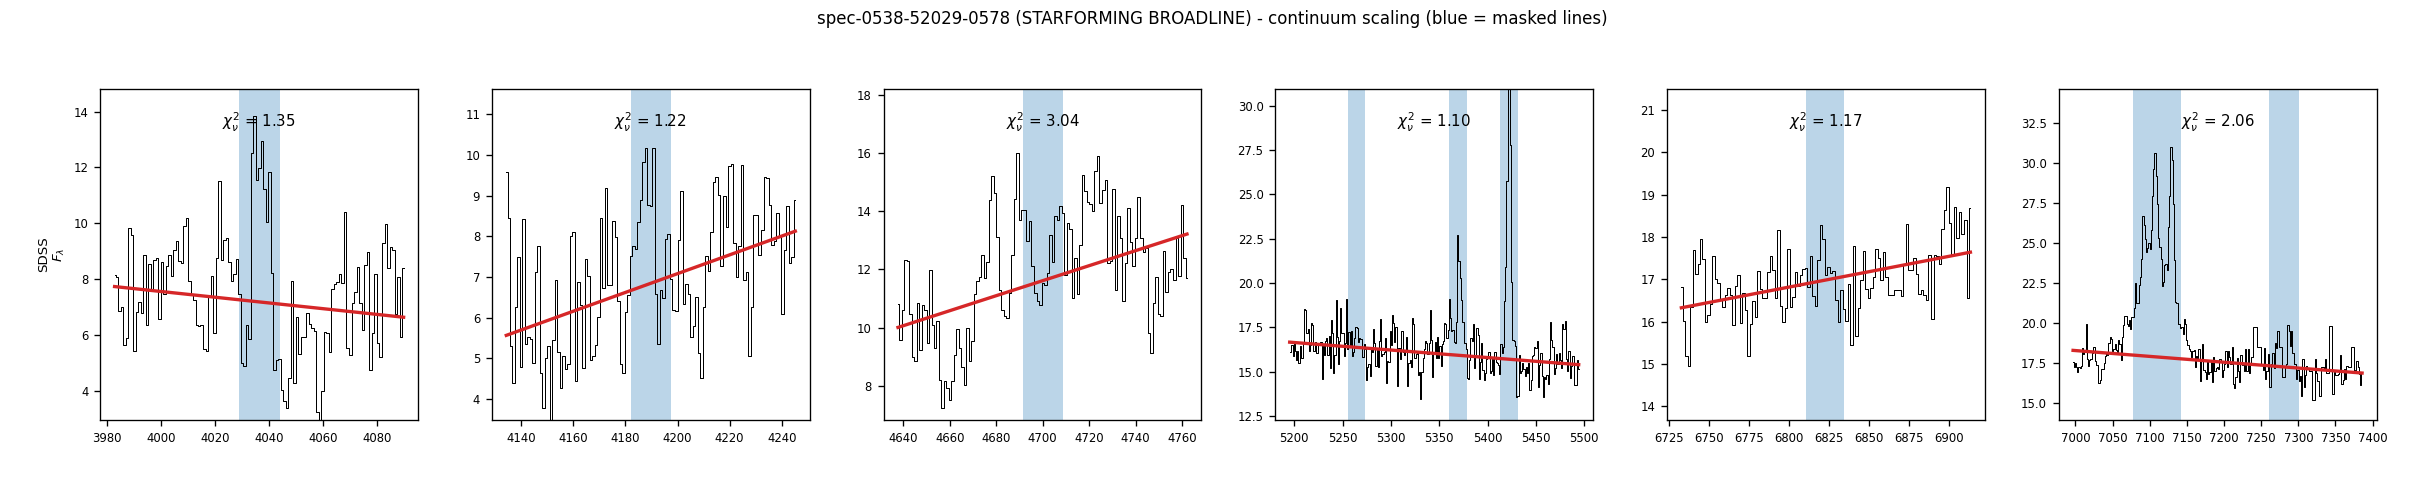 spec-0538-52029-0578 (STARFORMING BROADLINE) - continuum scaling (blue = masked lines)
SDSS
Fλ
χ²ν = 1.35
14
12
10
8
6
4
3980 4000 4020 4040 4060 4080
χ²ν = 1.22
11
10
9
8
7
6
5
4
4140 4160 4180 4200 4220 4240
χ²ν = 3.04
18
16
14
12
10
8
4640 4660 4680 4700 4720 4740 4760
χ²ν = 1.10
30.0
27.5
25.0
22.5
20.0
17.5
15.0
12.5
5200 5250 5300 5350 5400 5450 5500
χ²ν = 1.17
21
20
19
18
17
16
15
14
6725 6750 6775 6800 6825 6850 6875 6900
χ²ν = 2.06
32.5
30.0
27.5
25.0
22.5
20.0
17.5
15.0
7000 7050 7100 7150 7200 7250 7300 7350 7400